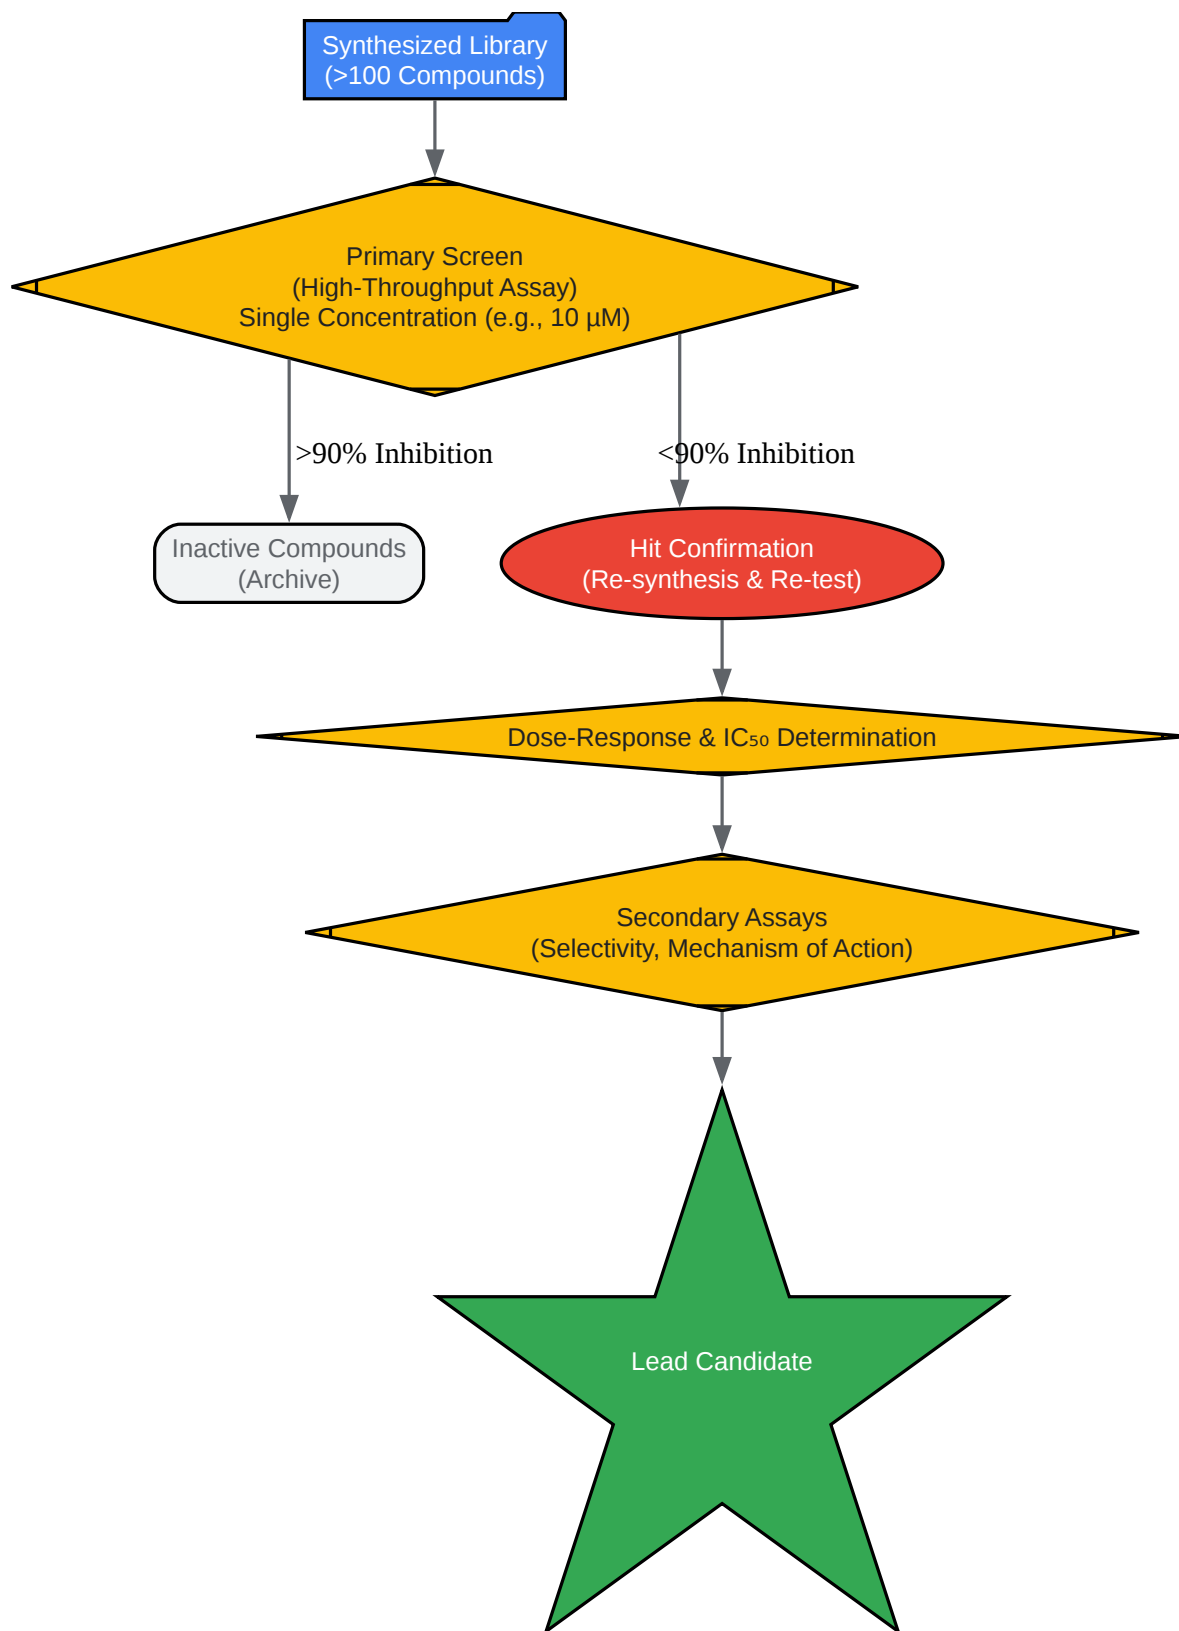 Synthesized Library
(>100 Compounds)
Primary Screen
(High-Throughput Assay)
Single Concentration (e.g., 10 µM)
>90% Inhibition
<90% Inhibition
Inactive Compounds
(Archive)
Hit Confirmation
(Re-synthesis & Re-test)
Dose-Response & IC₅₀ Determination
Secondary Assays
(Selectivity, Mechanism of Action)
Lead Candidate